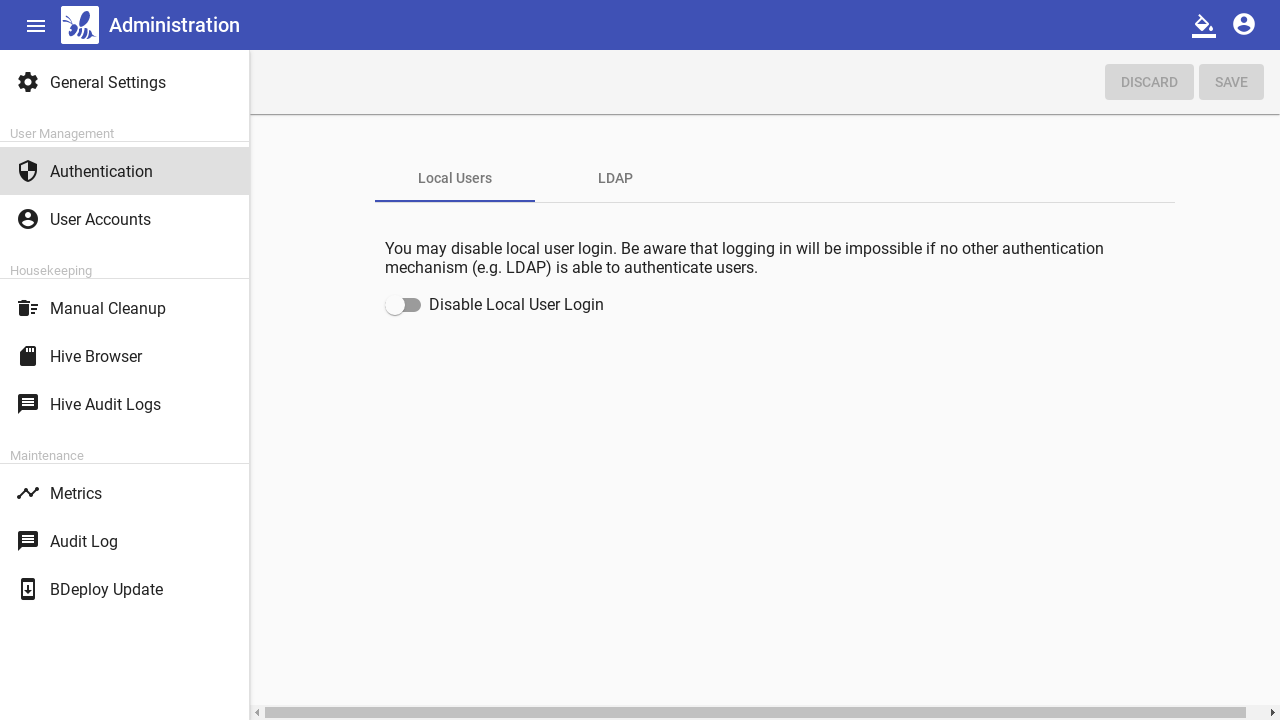 Administration
General Settings
DISCARD SAVE
User Management
Authentication
User Accounts
Housekeeping
Manual Cleanup
Hive Browser
Hive Audit Logs
Maintenance
Metrics
Audit Log
BDeploy Update
Local Users LDAP
You may disable local user login. Be aware that logging in will be impossible if no other authentication
mechanism (e.g. LDAP) is able to authenticate users.
Disable Local User Login